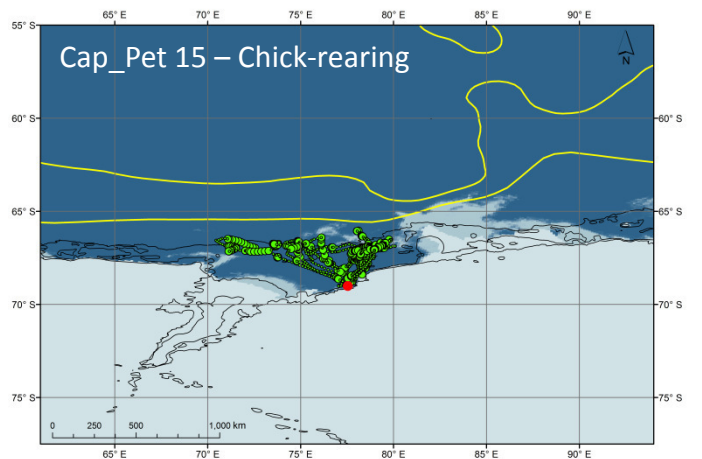 65° E 70° E 75° E 80° E 85° E 90° E
55° S
Cap_Pet 15 – Chick-rearing
N
60° S 60° S
65° S 65° S
70° S 70° S
75° S 75° S
0 250 500 1,000 km
65° E 70° E 75° E 80° E 85° E 90° E